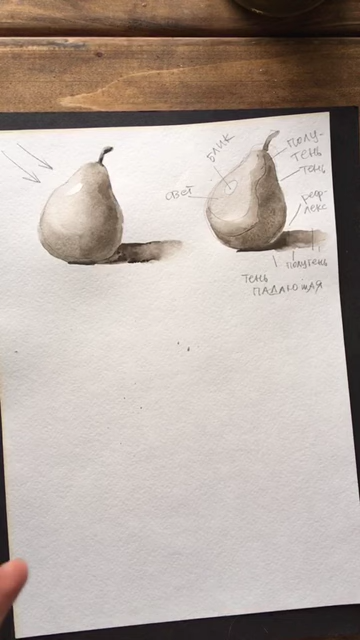 блик
свет
полу-
тень
тень
реф-
лекс
полутень
тень
падающая